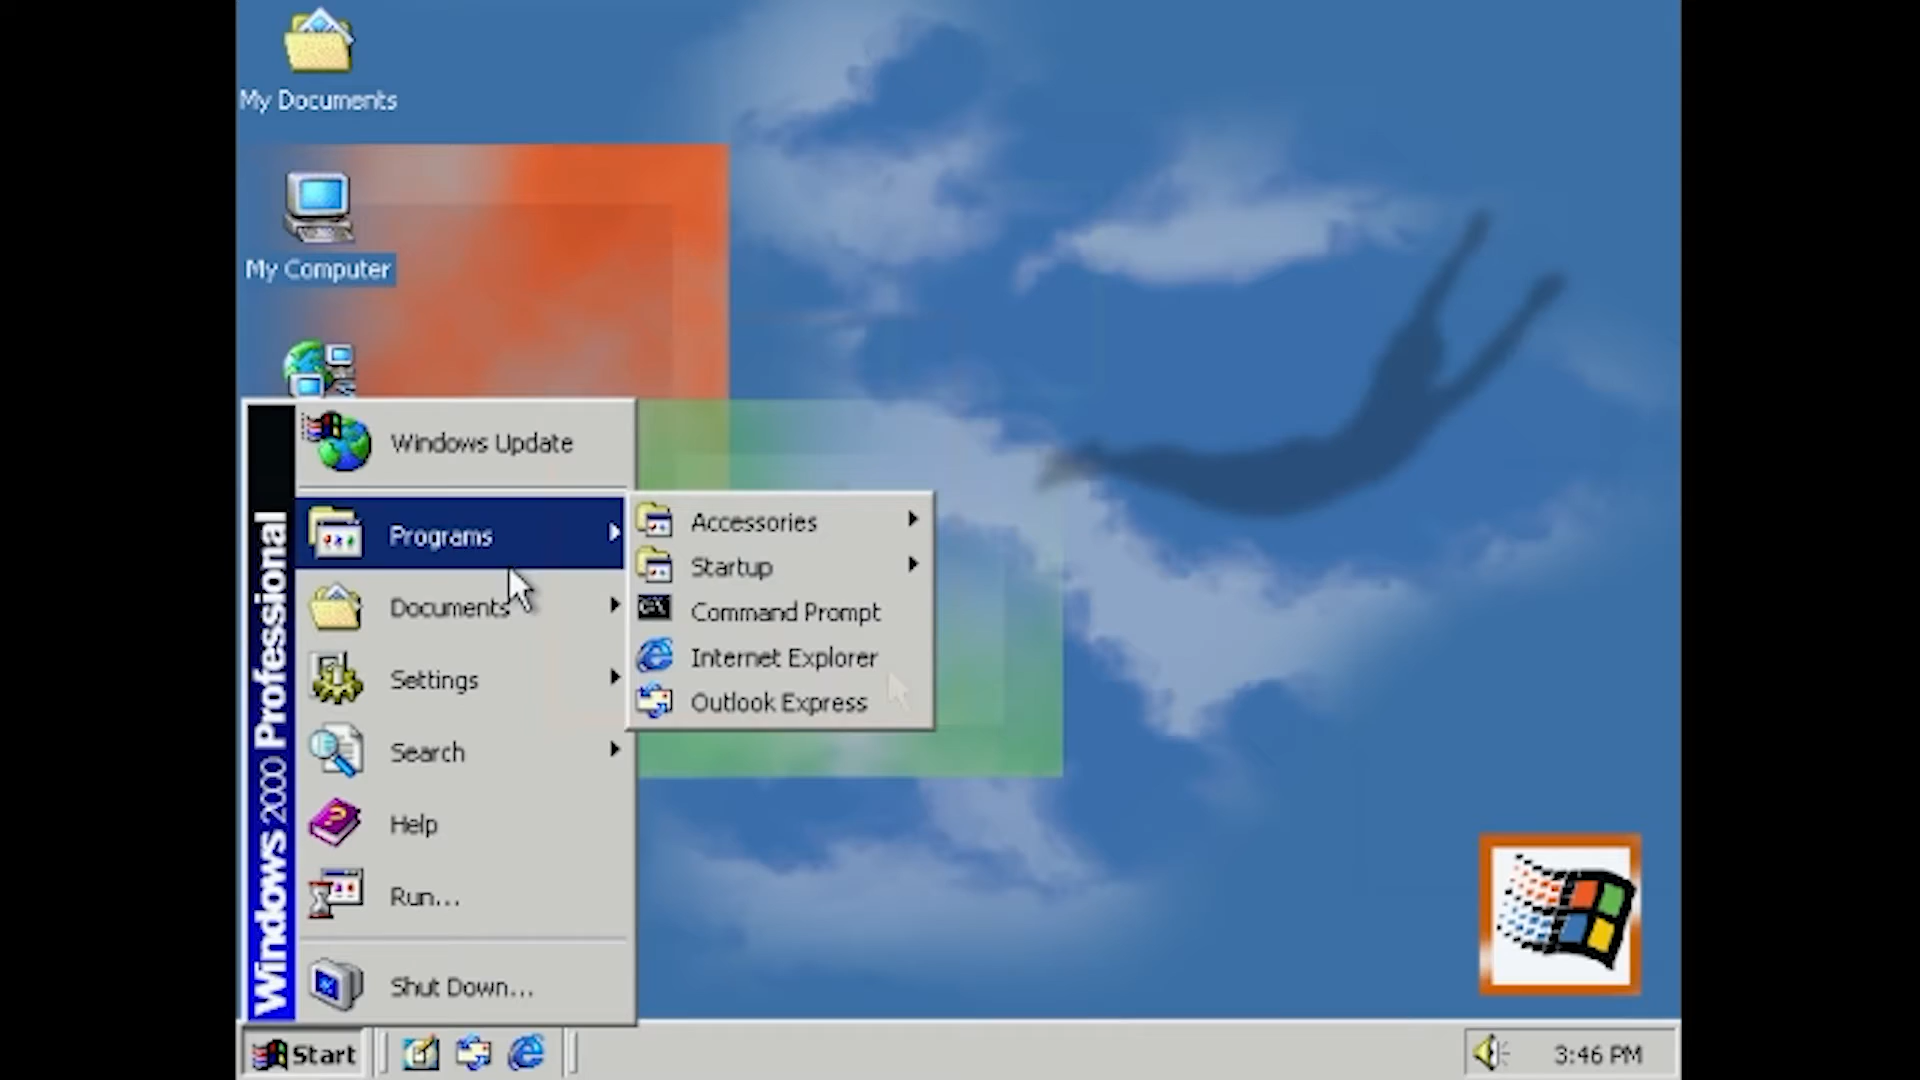 My Documents
My Computer
Windows Update
Programs
Documents
Settings
Search
Help
Run...
Shut Down...
Windows 2000 Professional
Accessories
Startup
Command Prompt
Internet Explorer
Outlook Express
Start
3:46 PM